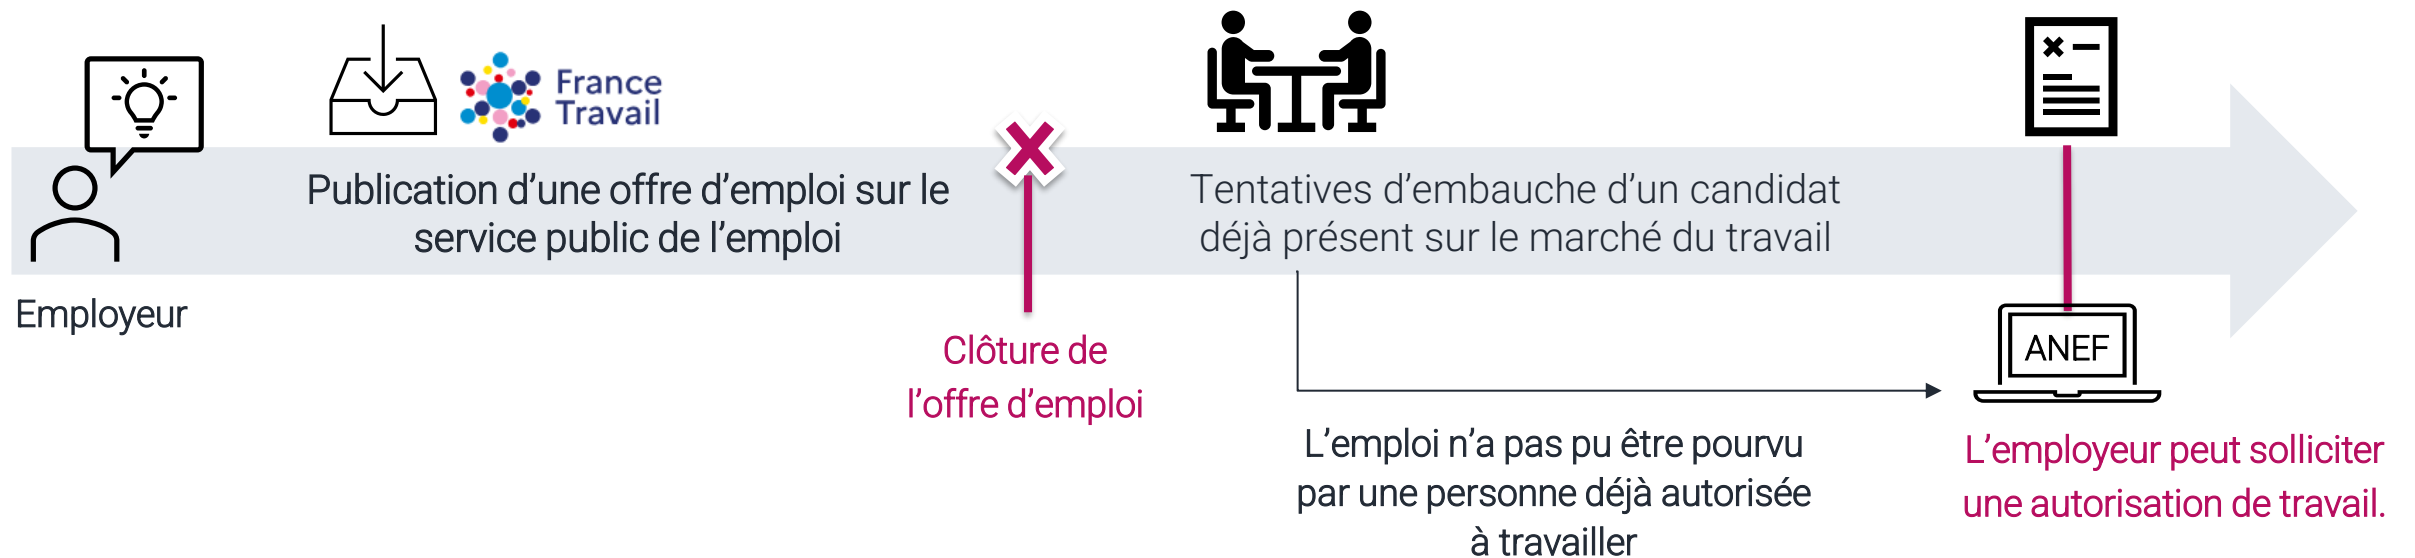 France
Travail
Publication d’une offre d’emploi sur le
service public de l’emploi
Tentatives d’embauche d’un candidat
déjà présent sur le marché du travail
Employeur
Clôture de
l’offre d’emploi
ANEF
L’emploi n’a pas pu être pourvu
par une personne déjà autorisée
à travailler
L’employeur peut solliciter
une autorisation de travail.